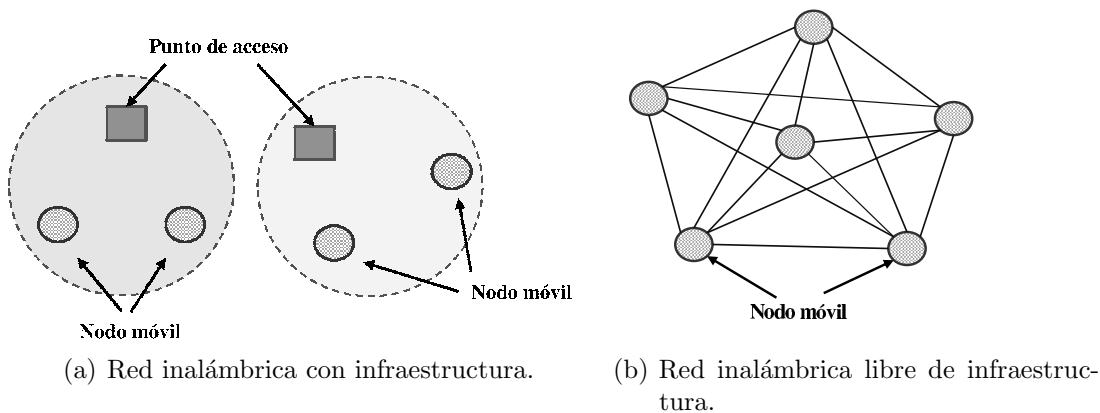 Punto de acceso
Nodo móvil
Nodo móvil
(a) Red inalámbrica con infraestructura.
Nodo móvil
(b) Red inalámbrica libre de infraestruc-
tura.